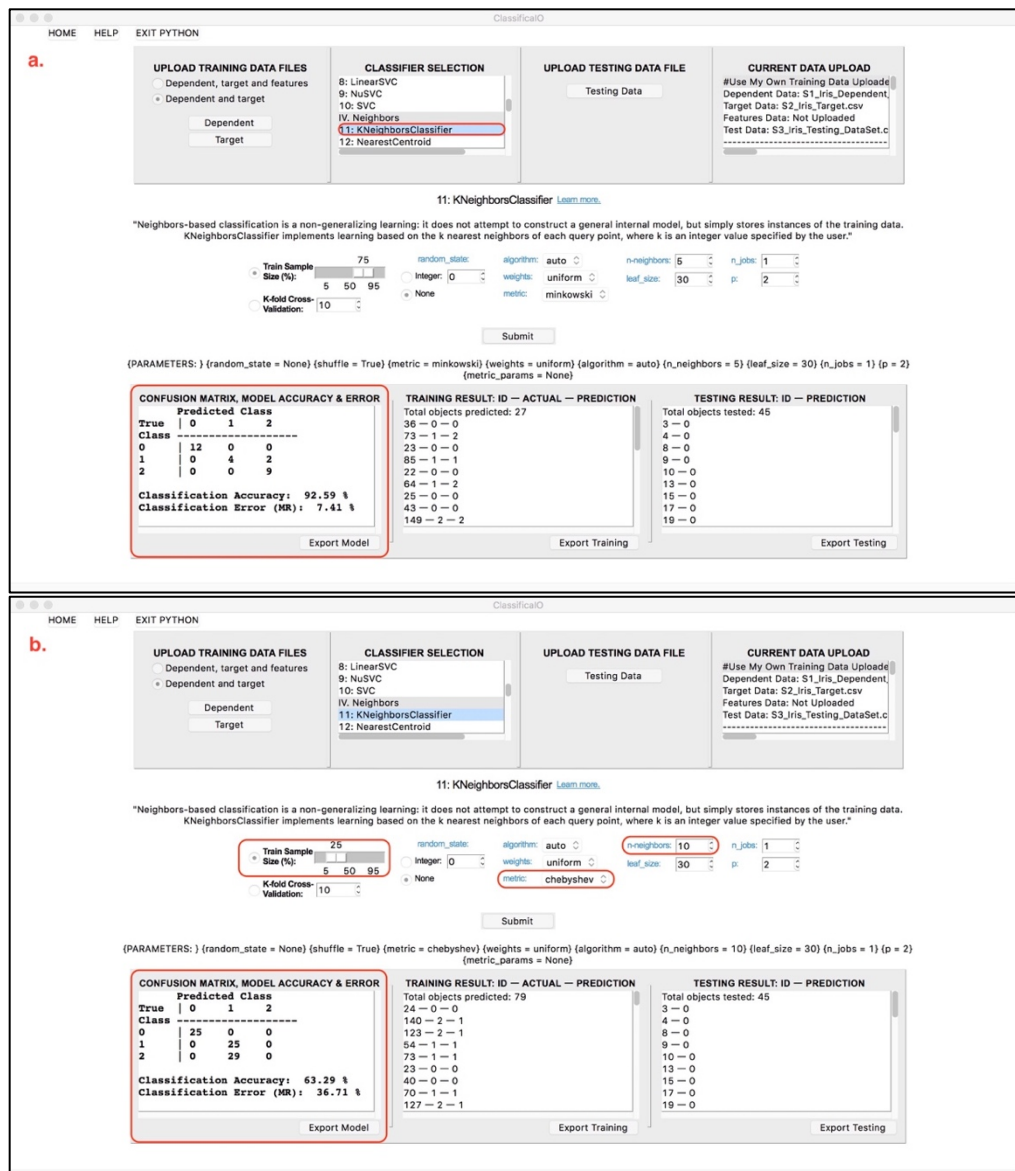 ClassificaIO
HOME HELP EXIT PYTHON
a.
UPLOAD TRAINING DATA FILES
Dependent, target and features
Dependent and target
Dependent
Target
CLASSIFIER SELECTION
8: LinearSVC
9: NuSVC
10: SVC
IV. Neighbors
11: KNeighborsClassifier
12: NearestCentroid
UPLOAD TESTING DATA FILE
Testing Data
CURRENT DATA UPLOAD
#Use My Own Training Data Uploade
Dependent Data: S1_Iris_Dependent_
Target Data: S2_Iris_Target.csv
Features Data: Not Uploaded
Test Data: S3_Iris_Testing_DataSet.c
----------------------------------
11: KNeighborsClassifier Learn more.
"Neighbors-based classification is a non-generalizing learning: it does not attempt to construct a general internal model, but simply stores instances of the training data.
KNeighborsClassifier implements learning based on the k nearest neighbors of each query point, where k is an integer value specified by the user."
Train Sample Size (%): 75
5 50 95
K-fold Cross-Validation: 10
random_state:
Integer: 0
None
algorithm: auto
weights: uniform
metric: minkowski
n-neighbors: 5
leaf_size: 30
n_jobs: 1
p: 2
Submit
{PARAMETERS: } {random_state = None} {shuffle = True} {metric = minkowski} {weights = uniform} {algorithm = auto} {n_neighbors = 5} {leaf_size = 30} {n_jobs = 1} {p = 2}
{metric_params = None}
CONFUSION MATRIX, MODEL ACCURACY & ERROR
Predicted Class
True | 0 1 2
Class --------------------
0 | 12 0 0
1 | 0 4 2
2 | 0 0 9
Classification Accuracy: 92.59 %
Classification Error (MR): 7.41 %
Export Model
TRAINING RESULT: ID — ACTUAL — PREDICTION
Total objects predicted: 27
36 — 0 — 0
73 — 1 — 2
23 — 0 — 0
85 — 1 — 1
22 — 0 — 0
64 — 1 — 2
25 — 0 — 0
43 — 0 — 0
149 — 2 — 2
Export Training
TESTING RESULT: ID — PREDICTION
Total objects tested: 45
3 — 0
4 — 0
8 — 0
9 — 0
10 — 0
13 — 0
15 — 0
17 — 0
19 — 0
Export Testing
ClassificaIO
HOME HELP EXIT PYTHON
b.
UPLOAD TRAINING DATA FILES
Dependent, target and features
Dependent and target
Dependent
Target
CLASSIFIER SELECTION
8: LinearSVC
9: NuSVC
10: SVC
IV. Neighbors
11: KNeighborsClassifier
12: NearestCentroid
UPLOAD TESTING DATA FILE
Testing Data
CURRENT DATA UPLOAD
#Use My Own Training Data Uploade
Dependent Data: S1_Iris_Dependent_
Target Data: S2_Iris_Target.csv
Features Data: Not Uploaded
Test Data: S3_Iris_Testing_DataSet.c
----------------------------------
11: KNeighborsClassifier Learn more.
"Neighbors-based classification is a non-generalizing learning: it does not attempt to construct a general internal model, but simply stores instances of the training data.
KNeighborsClassifier implements learning based on the k nearest neighbors of each query point, where k is an integer value specified by the user."
Train Sample Size (%): 25
5 50 95
K-fold Cross-Validation: 10
random_state:
Integer: 0
None
algorithm: auto
weights: uniform
metric: chebyshev
n-neighbors: 10
leaf_size: 30
n_jobs: 1
p: 2
Submit
{PARAMETERS: } {random_state = None} {shuffle = True} {metric = chebyshev} {weights = uniform} {algorithm = auto} {n_neighbors = 10} {leaf_size = 30} {n_jobs = 1} {p = 2}
{metric_params = None}
CONFUSION MATRIX, MODEL ACCURACY & ERROR
Predicted Class
True | 0 1 2
Class --------------------
0 | 25 0 0
1 | 0 25 0
2 | 0 29 0
Classification Accuracy: 63.29 %
Classification Error (MR): 36.71 %
Export Model
TRAINING RESULT: ID — ACTUAL — PREDICTION
Total objects predicted: 79
24 — 0 — 0
140 — 2 — 1
123 — 2 — 1
54 — 1 — 1
73 — 1 — 1
23 — 0 — 0
40 — 0 — 0
70 — 1 — 1
127 — 2 — 1
Export Training
TESTING RESULT: ID — PREDICTION
Total objects tested: 45
3 — 0
4 — 0
8 — 0
9 — 0
10 — 0
13 — 0
15 — 0
17 — 0
19 — 0
Export Testing